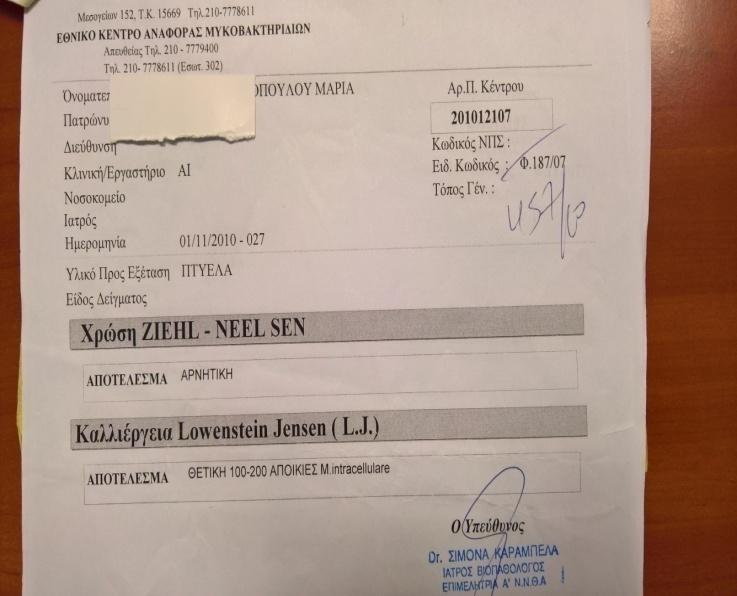 Μεσογείων 152, Τ.Κ. 15669 Τηλ.210-7778611
ΕΘΝΙΚΟ ΚΕΝΤΡΟ ΑΝΑΦΟΡΑΣ ΜΥΚΟΒΑΚΤΗΡΙΔΙΩΝ
Απευθείας Τηλ. 210 - 7779400
Τηλ. 210- 7778611 (Εσωτ. 302)
ΟΠΟΥΛΟΥ ΜΑΡΙΑ Αρ.Π. Κέντρου
Πατρώνυ 201012107
Διεύθυνση Κωδικός ΝΠΣ :
Κλινική/Εργαστήριο ΑΙ Ειδ. Κωδικός : Φ.187/07
Νοσοκομείο Τόπος Γέν. :
Ιατρός
Ημερομηνία 01/11/2010 - 027
Υλικό Προς Εξέταση ΠΤΥΕΛΑ
Είδος Δείγματος
Χρώση ZIEHL - NEEL SEN
ΑΠΟΤΕΛΕΣΜΑ ΑΡΝΗΤΙΚΗ
Καλλιέργεια Lowenstein Jensen ( L.J.)
ΑΠΟΤΕΛΕΣΜΑ ΘΕΤΙΚΗ 100-200 ΑΠΟΙΚΙΕΣ M.intracellulare
Ο Υπεύθυνος
Dr. ΣΙΜΟΝΑ ΚΑΡΑΜΠΕΛΑ
ΙΑΤΡΟΣ ΒΙΟΠΑΘΟΛΟΓΟΣ
ΕΠΙΜΕΛΗΤΡΙΑ Α' Ν.Ν.Θ.Α